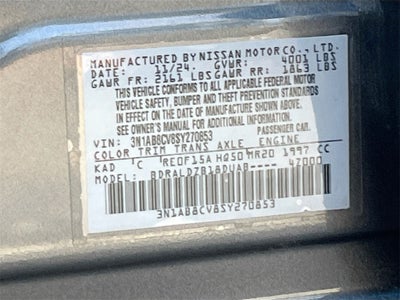 MANUFACTURED BY NISSAN MOTOR CO., LTD.
DATE: 11/24 GVWR: 4001 LBS
GAWR FR: 2161 LBS GAWR RR: 1863 LBS
THIS VEHICLE CONFORMS TO ALL APPLICABLE FEDERAL MOTOR
VEHICLE SAFETY, BUMPER, AND THEFT PREVENTION STANDARDS
IN EFFECT ON THE DATE OF MANUFACTURE SHOWN ABOVE.
SEE OWNER'S MANUAL FOR ADDITIONAL INFORMATION.
VIN: 3N1AB8CV8SY270853 PASSENGER CAR.
COLOR TRIM TRANS AXLE ENGINE
KAD C RE0F15A HQ50 MR20 1997 CC
MODEL: BDRALDZB18DUAB---- 4Z000
3N1AB8CV8SY270853